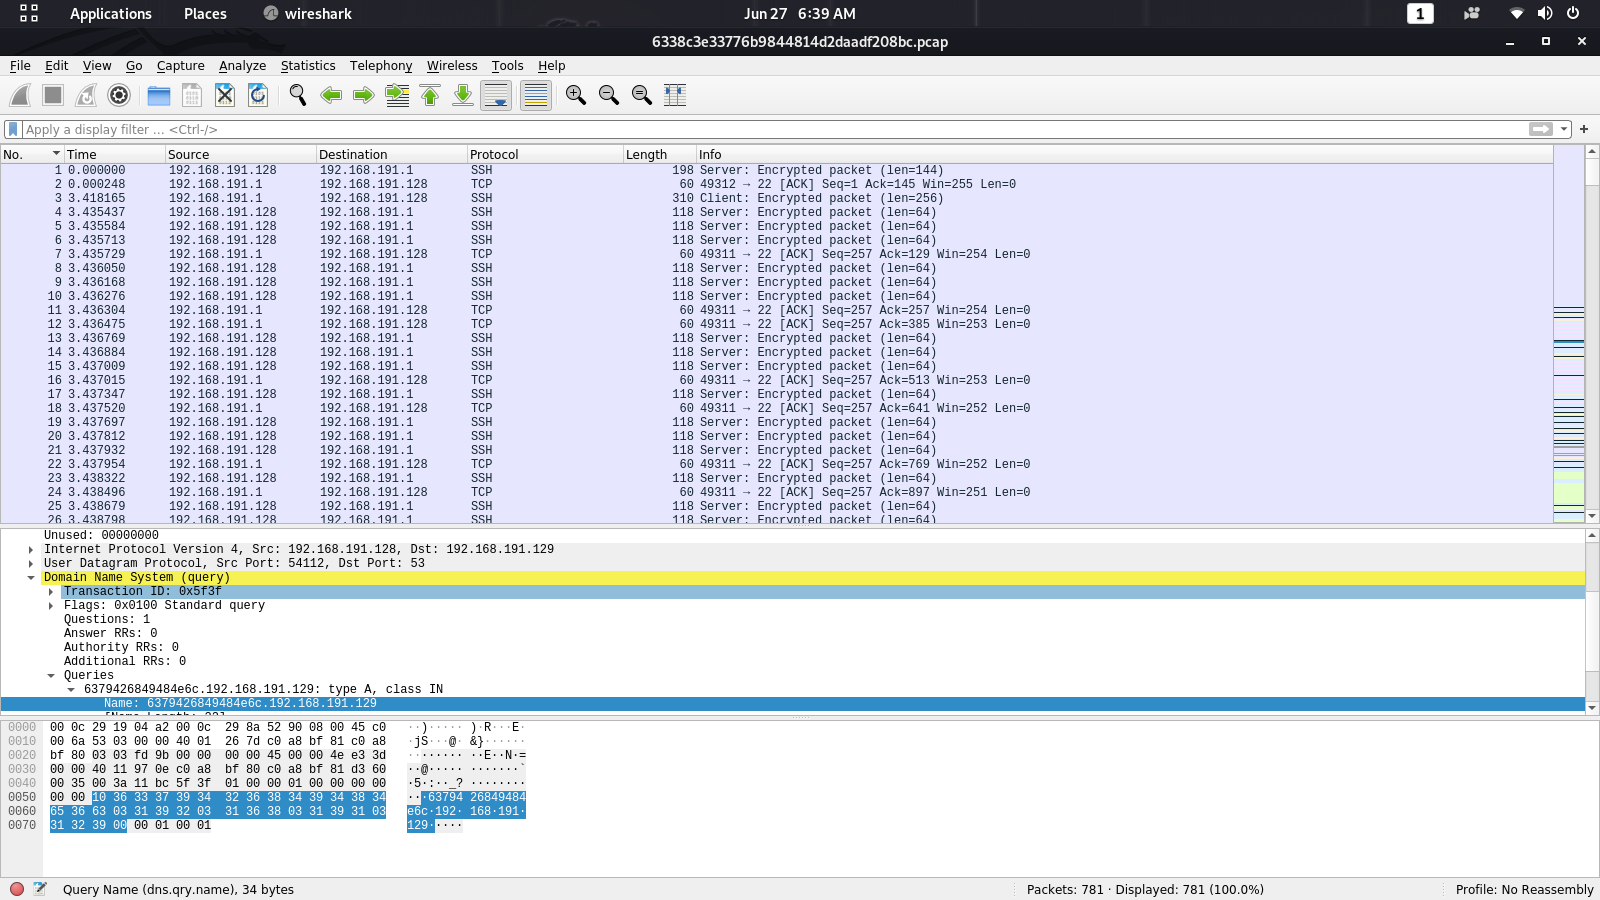 Applications Places wireshark Jun 27 6:39 AM 1
6338c3e33776b9844814d2daadf208bc.pcap
File Edit View Go Capture Analyze Statistics Telephony Wireless Tools Help
Apply a display filter ... <Ctrl-/>
No. Time Source Destination Protocol Length Info
1 0.000000 192.168.191.128 192.168.191.1 SSH 198 Server: Encrypted packet (len=144)
2 0.000248 192.168.191.1 192.168.191.128 TCP 60 49312 → 22 [ACK] Seq=1 Ack=145 Win=255 Len=0
3 3.418165 192.168.191.1 192.168.191.128 SSH 310 Client: Encrypted packet (len=256)
4 3.435437 192.168.191.128 192.168.191.1 SSH 118 Server: Encrypted packet (len=64)
5 3.435584 192.168.191.128 192.168.191.1 SSH 118 Server: Encrypted packet (len=64)
6 3.435713 192.168.191.128 192.168.191.1 SSH 118 Server: Encrypted packet (len=64)
7 3.435729 192.168.191.1 192.168.191.128 TCP 60 49311 → 22 [ACK] Seq=257 Ack=129 Win=254 Len=0
8 3.436050 192.168.191.128 192.168.191.1 SSH 118 Server: Encrypted packet (len=64)
9 3.436168 192.168.191.128 192.168.191.1 SSH 118 Server: Encrypted packet (len=64)
10 3.436276 192.168.191.128 192.168.191.1 SSH 118 Server: Encrypted packet (len=64)
11 3.436304 192.168.191.1 192.168.191.128 TCP 60 49311 → 22 [ACK] Seq=257 Ack=257 Win=254 Len=0
12 3.436475 192.168.191.1 192.168.191.128 TCP 60 49311 → 22 [ACK] Seq=257 Ack=385 Win=253 Len=0
13 3.436769 192.168.191.128 192.168.191.1 SSH 118 Server: Encrypted packet (len=64)
14 3.436884 192.168.191.128 192.168.191.1 SSH 118 Server: Encrypted packet (len=64)
15 3.437009 192.168.191.128 192.168.191.1 SSH 118 Server: Encrypted packet (len=64)
16 3.437015 192.168.191.1 192.168.191.128 TCP 60 49311 → 22 [ACK] Seq=257 Ack=513 Win=253 Len=0
17 3.437347 192.168.191.128 192.168.191.1 SSH 118 Server: Encrypted packet (len=64)
18 3.437520 192.168.191.1 192.168.191.128 TCP 60 49311 → 22 [ACK] Seq=257 Ack=641 Win=252 Len=0
19 3.437697 192.168.191.128 192.168.191.1 SSH 118 Server: Encrypted packet (len=64)
20 3.437812 192.168.191.128 192.168.191.1 SSH 118 Server: Encrypted packet (len=64)
21 3.437932 192.168.191.128 192.168.191.1 SSH 118 Server: Encrypted packet (len=64)
22 3.437954 192.168.191.1 192.168.191.128 TCP 60 49311 → 22 [ACK] Seq=257 Ack=769 Win=252 Len=0
23 3.438322 192.168.191.128 192.168.191.1 SSH 118 Server: Encrypted packet (len=64)
24 3.438496 192.168.191.1 192.168.191.128 TCP 60 49311 → 22 [ACK] Seq=257 Ack=897 Win=251 Len=0
25 3.438679 192.168.191.128 192.168.191.1 SSH 118 Server: Encrypted packet (len=64)
26 3.438798 192.168.191.128 192.168.191.1 SSH 118 Server: Encrypted packet (len=64)
Unused: 00000000
Internet Protocol Version 4, Src: 192.168.191.128, Dst: 192.168.191.129
User Datagram Protocol, Src Port: 54112, Dst Port: 53
Domain Name System (query)
Transaction ID: 0x5f3f
Flags: 0x0100 Standard query
Questions: 1
Answer RRs: 0
Authority RRs: 0
Additional RRs: 0
Queries
6379426849484e6c.192.168.191.129: type A, class IN
Name: 6379426849484e6c.192.168.191.129
0000 00 0c 29 19 04 a2 00 0c 29 8a 52 90 08 00 45 c0 ··)····· )·R···E·
0010 00 6a 53 03 00 00 40 01 26 7d c0 a8 bf 81 c0 a8 ·jS···@· &}······
0020 bf 80 03 03 fd 9b 00 00 00 00 45 00 00 4e e3 3d ········ ··E··N·=
0030 00 00 40 11 97 0e c0 a8 bf 80 c0 a8 bf 81 d3 60 ··@····· ·······`
0040 00 35 00 3a 11 bc 5f 3f 01 00 00 01 00 00 00 00 ·5·:··_? ········
0050 00 00 10 36 33 37 39 34 32 36 38 34 39 34 38 34 ···63794 26849484
0060 65 36 63 03 31 39 32 03 31 36 38 03 31 39 31 03 e6c·192· 168·191·
0070 31 32 39 00 00 01 00 01 129·····
Query Name (dns.qry.name), 34 bytes Packets: 781 · Displayed: 781 (100.0%) Profile: No Reassembly